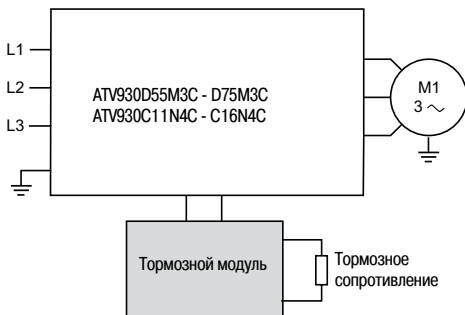 L1
L2
L3
ATV930D55M3C - D75M3C
ATV930C11N4C - C16N4C
M1
3 ~
Тормозной модуль
Тормозное
сопротивление